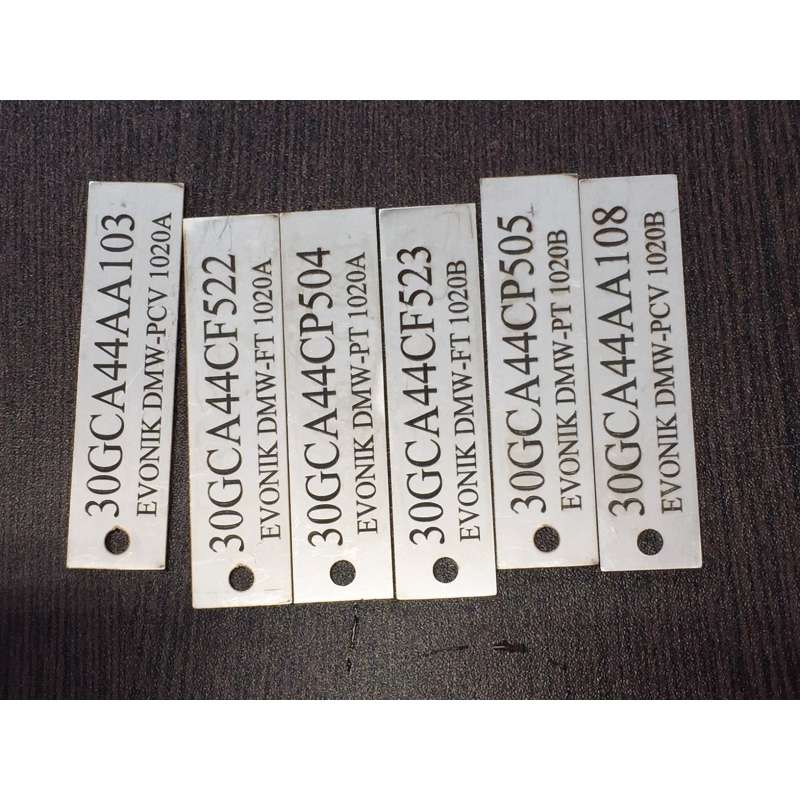 30GCA44AA103
EVONIK DMW-PCV 1020A
30GCA44CF522
EVONIK DMW-FT 1020A
30GCA44CP504
EVONIK DMW-PT 1020A
30GCA44CF523
EVONIK DMW-FT 1020B
30GCA44CP505
EVONIK DMW-PT 1020B
30GCA44AA108
EVONIK DMW-PCV 1020B